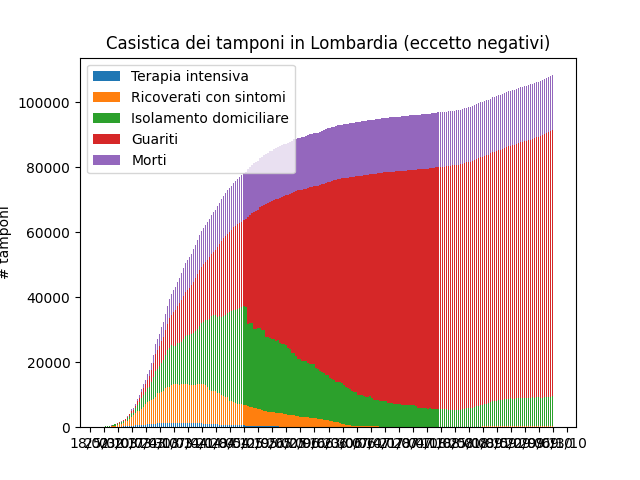 Casistica dei tamponi in Lombardia (eccetto negativi)
Terapia intensiva
Ricoverati con sintomi
Isolamento domiciliare
Guariti
Morti
# tamponi
100000
80000
60000
40000
20000
0